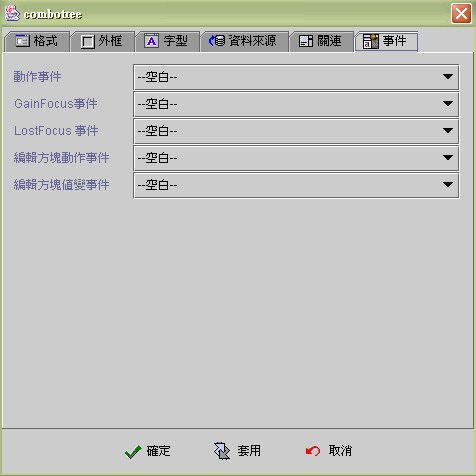 combotree
格式 外框 字型 資料來源 關連 事件
動作事件 --空白--
GainFocus事件 --空白--
LostFocus 事件 --空白--
編輯方塊動作事件 --空白--
編輯方塊值變事件 --空白--
確定 套用 取消